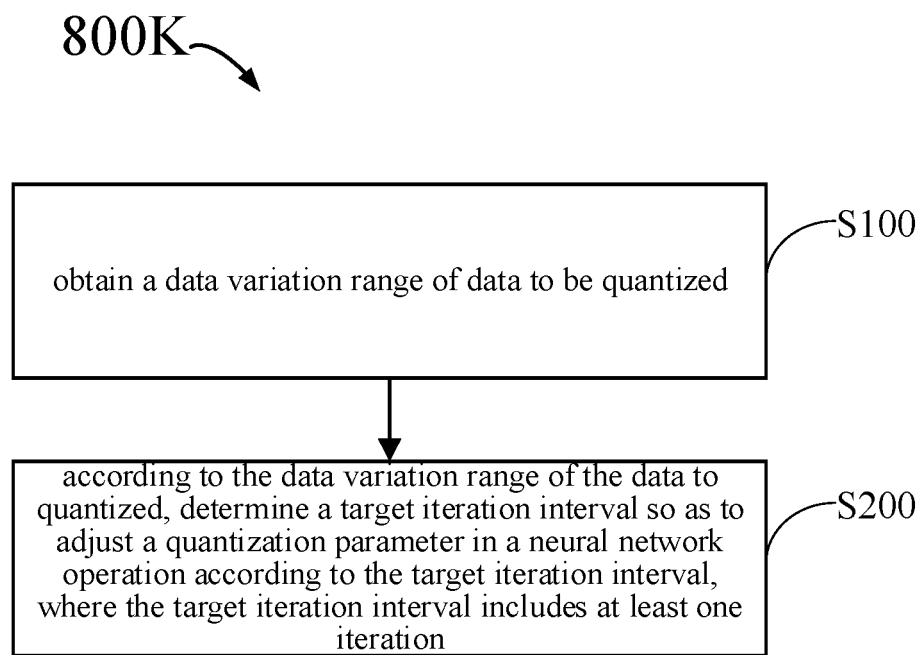 800K
S100
obtain a data variation range of data to be quantized
according to the data variation range of the data to
quantized, determine a target iteration interval so as to
adjust a quantization parameter in a neural network
operation according to the target iteration interval,
where the target iteration interval includes at least one
iteration
S200